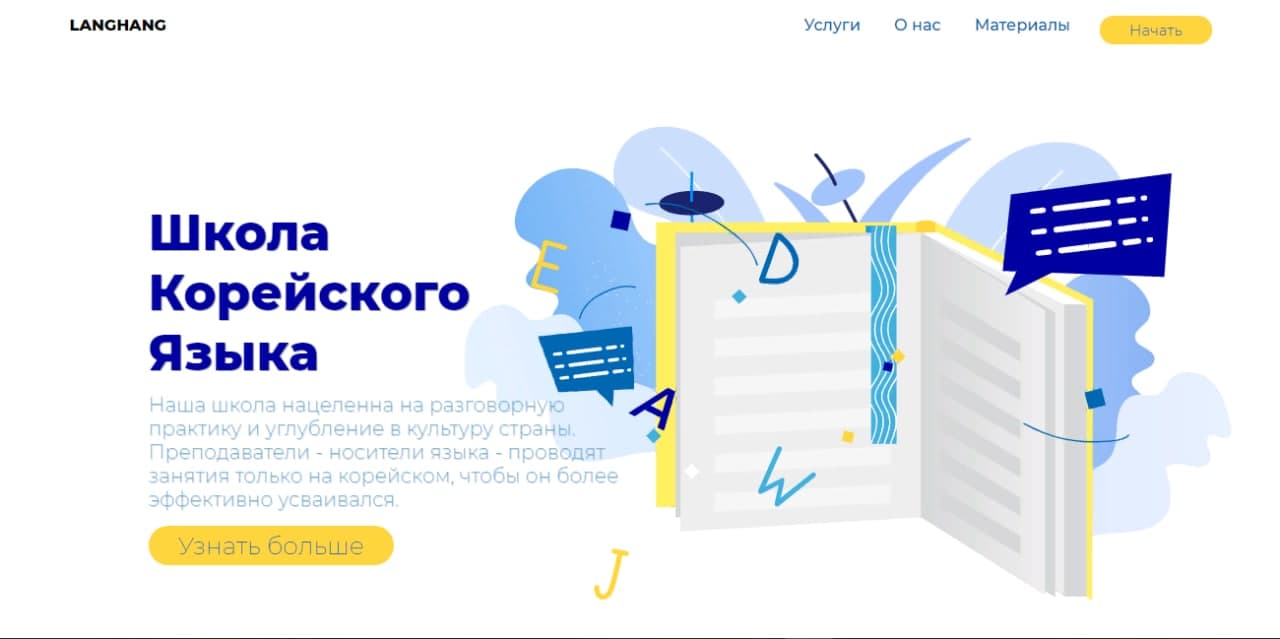 LANGHANG
Услуги О нас Материалы Начать
Школа
Корейского
Языка
Наша школа нацеленна на разговорную
практику и углубление в культуру страны.
Преподаватели - носители языка - проводят
занятия только на корейском, чтобы он более
эффективно усваивался.
Узнать больше
E
D
A
W
J